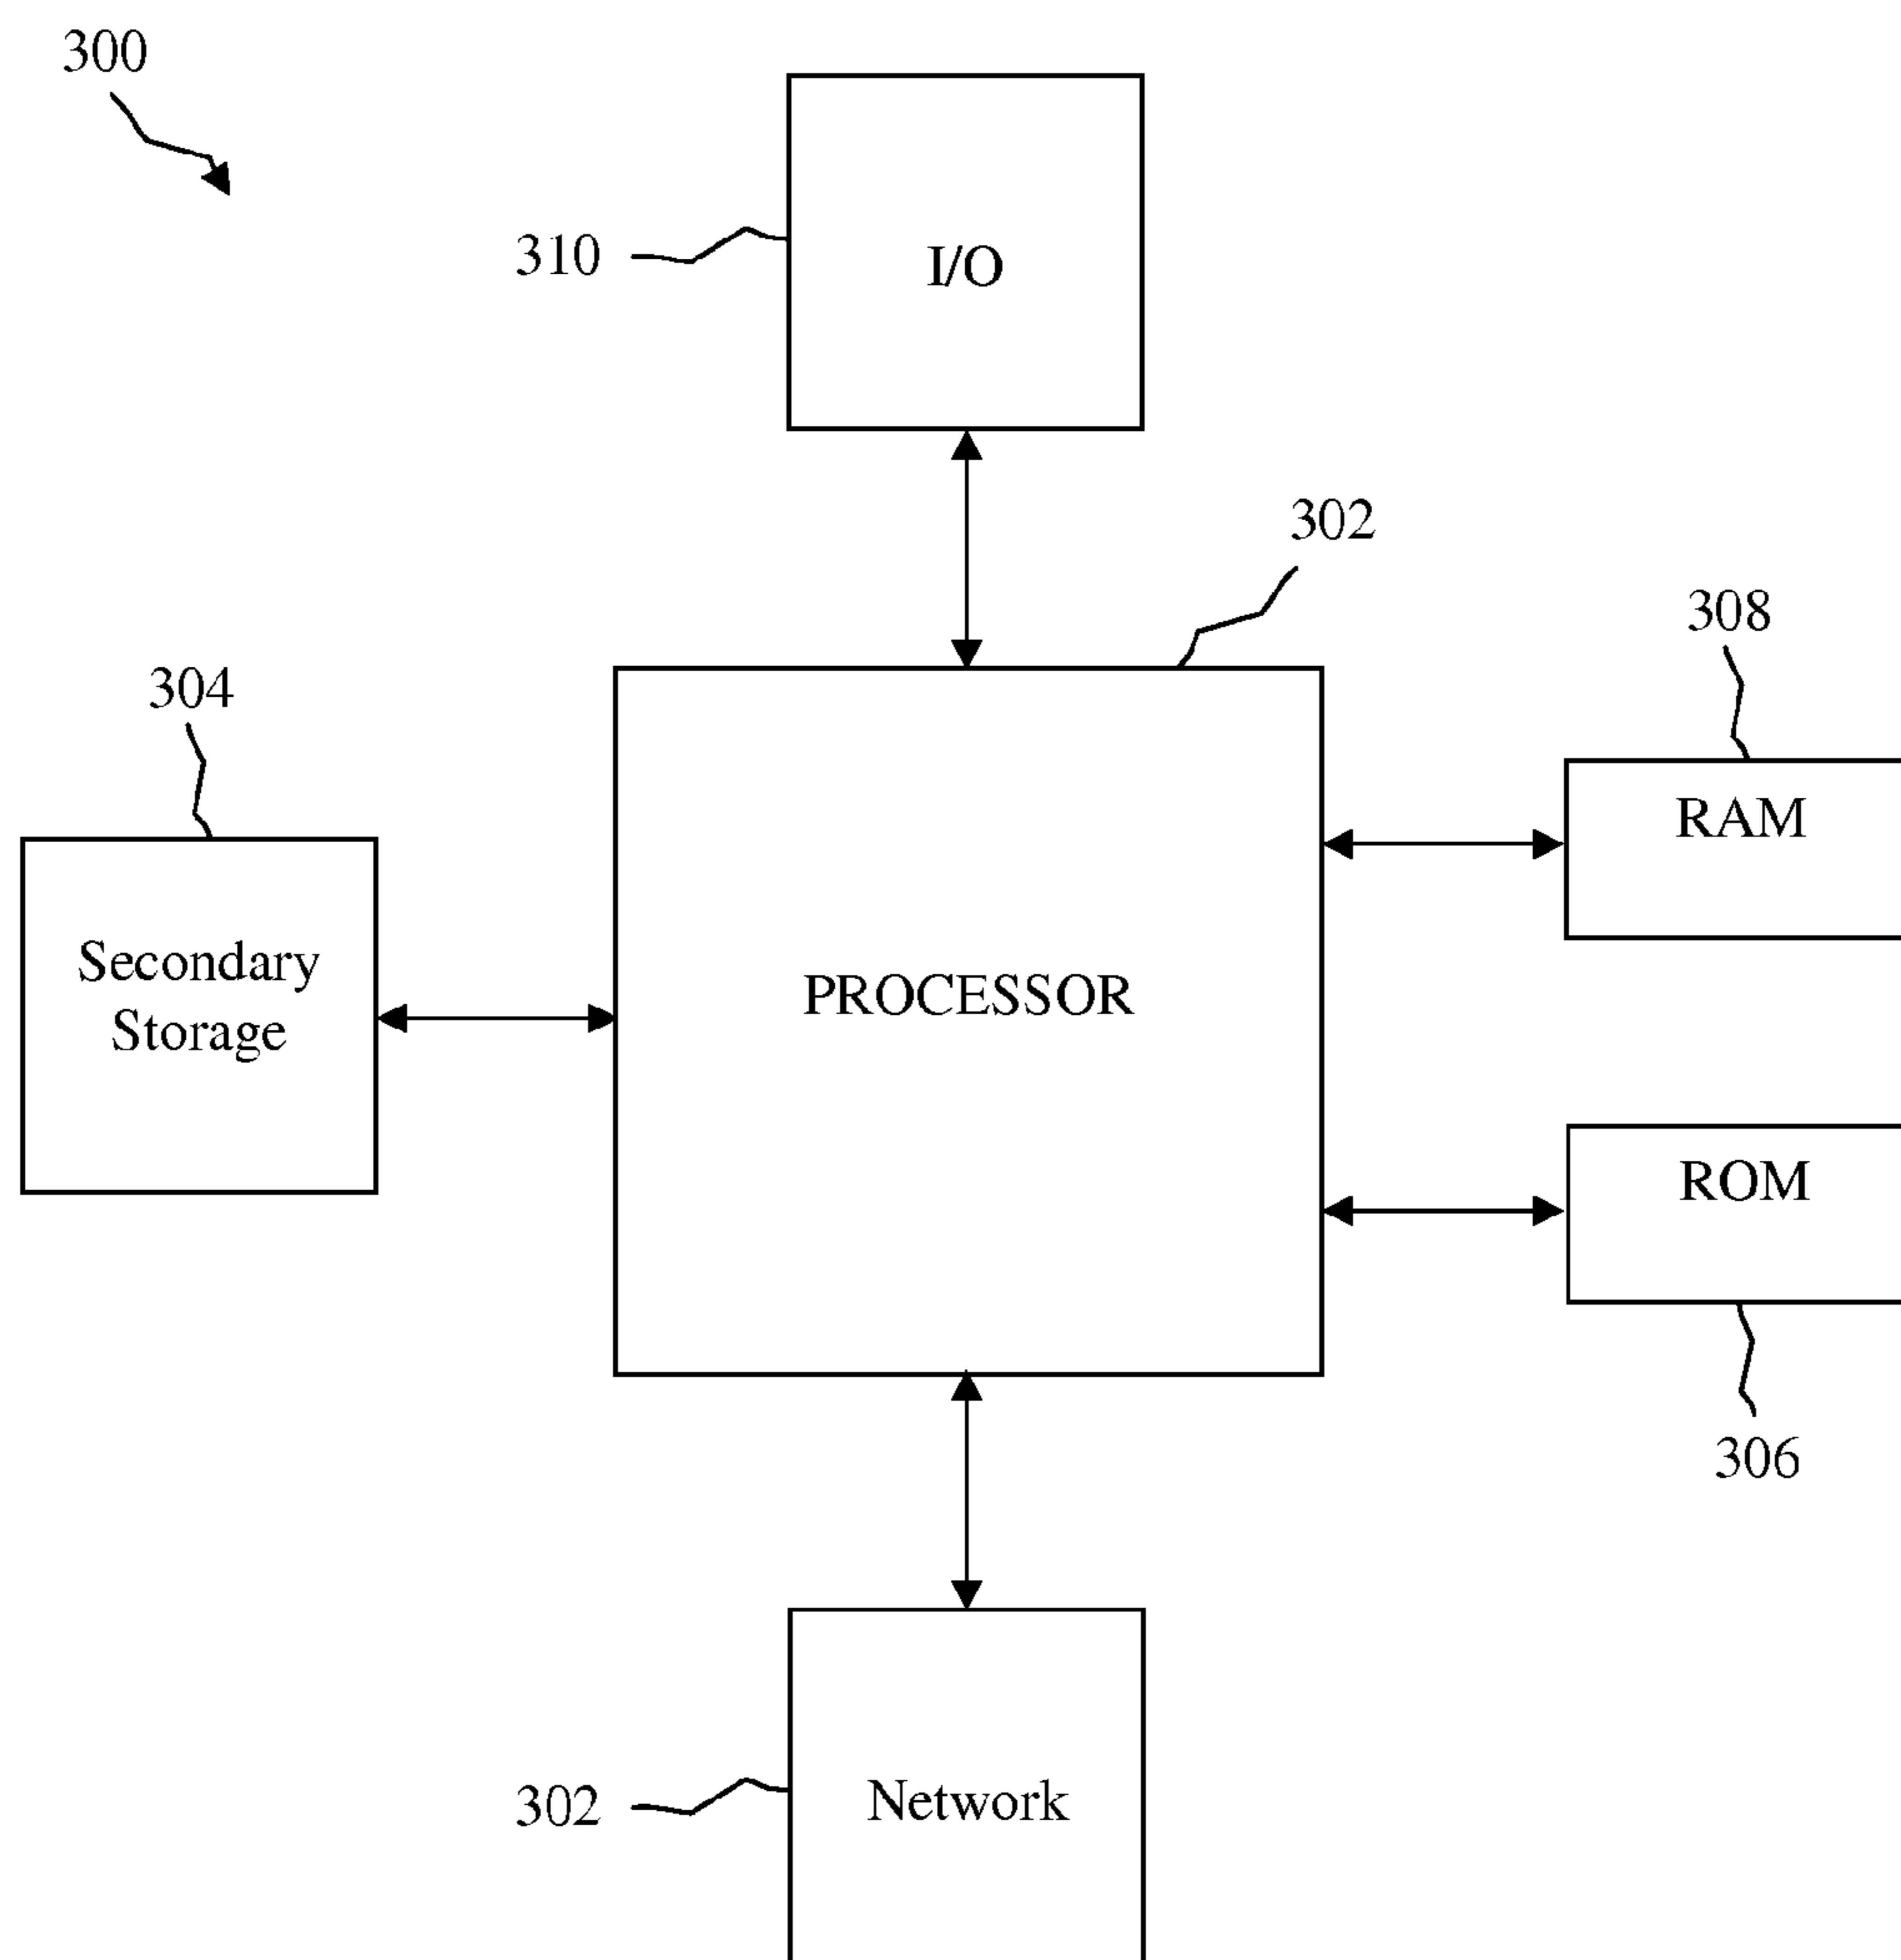 300
310
I/O
302
308
304
RAM
Secondary
Storage
PROCESSOR
ROM
306
302
Network